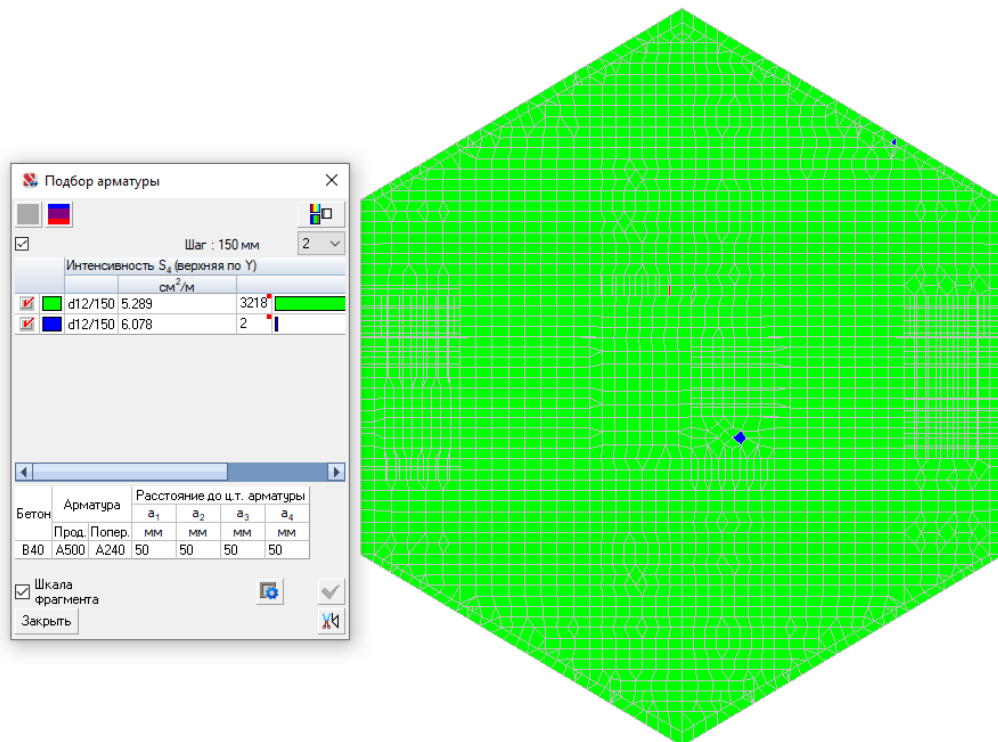 Подбор арматуры
Шаг : 150 мм 2
Интенсивность S4 (верхняя по Y)
см2/м
d12/150 5.289 3218
d12/150 6.078 2
Бетон Арматура Расстояние до ц.т. арматуры
a1 a2 a3 a4
Прод. Попер. мм мм мм мм
B40 A500 A240 50 50 50 50
Шкала
фрагмента
Закрыть